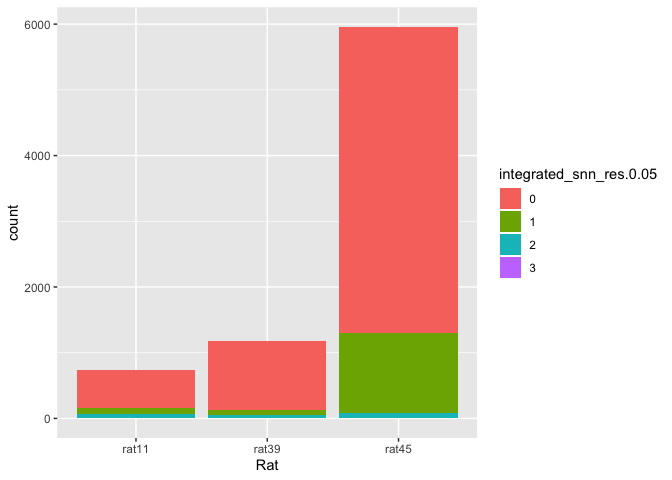 6000
4000
2000
0
count
rat11
rat39
rat45
Rat
integrated_snn_res.0.05
0
1
2
3